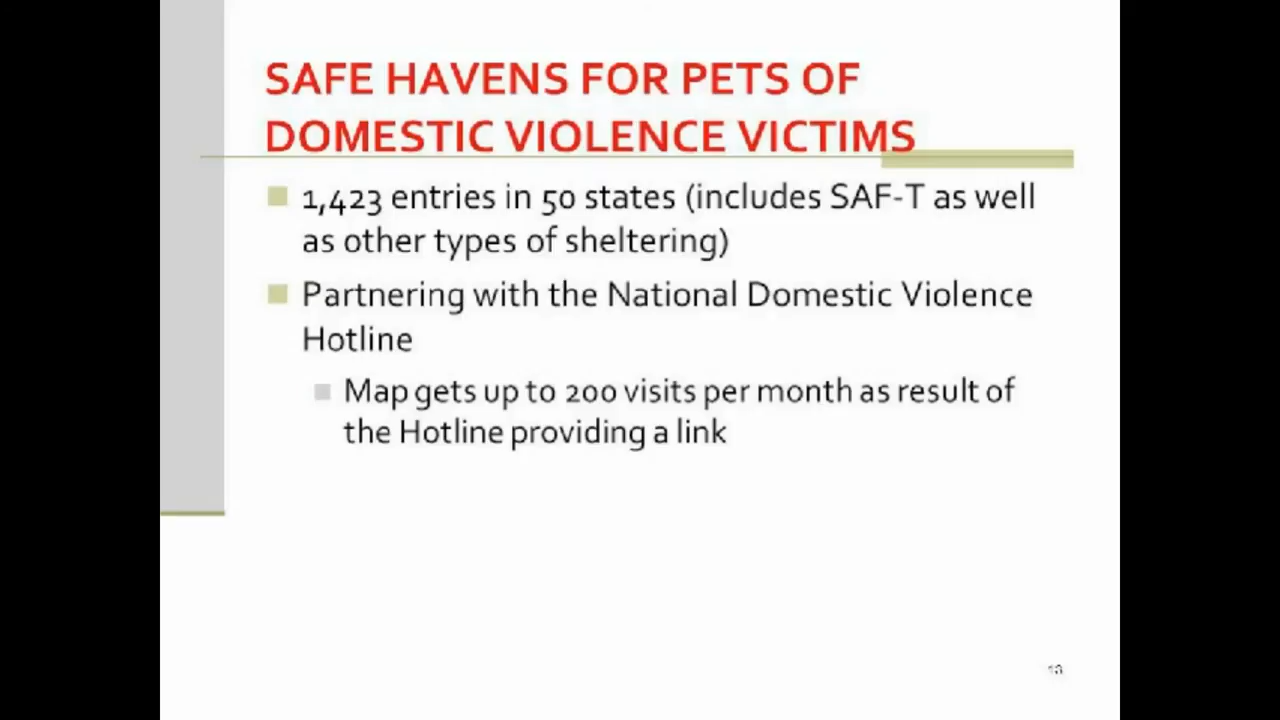 SAFE HAVENS FOR PETS OF
DOMESTIC VIOLENCE VICTIMS
1,423 entries in 50 states (includes SAF-T as well
as other types of sheltering)
Partnering with the National Domestic Violence
Hotline
Map gets up to 200 visits per month as result of
the Hotline providing a link